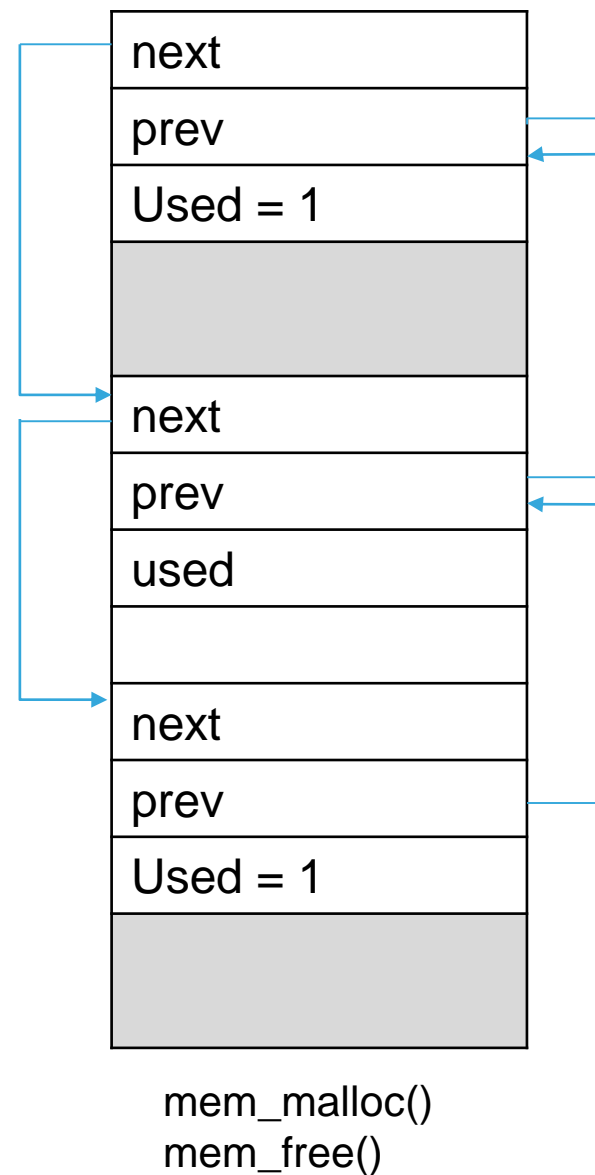 next
prev
Used = 1
next
prev
used
next
prev
Used = 1
mem_malloc()
mem_free()